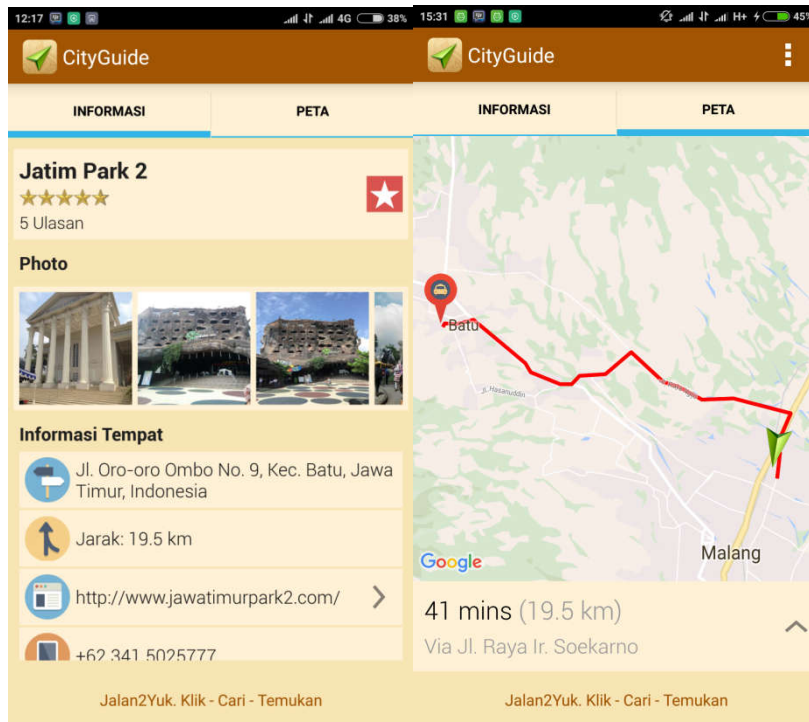 12:17
4G
38%
CityGuide
INFORMASI
PETA
Jatim Park 2
5 Ulasan
Photo
Informasi Tempat
Jl. Oro-oro Ombo No. 9, Kec. Batu, Jawa
Timur, Indonesia
Jarak: 19.5 km
http://www.jawatimurpark2.com/
+62 341 5025777
Jalan2Yuk. Klik - Cari - Temukan
15:31
H+
45%
CityGuide
INFORMASI
PETA
Batu
jl. Hasanuddin
Malang
Google
41 mins (19.5 km)
Via Jl. Raya Ir. Soekarno
Jalan2Yuk. Klik - Cari - Temukan